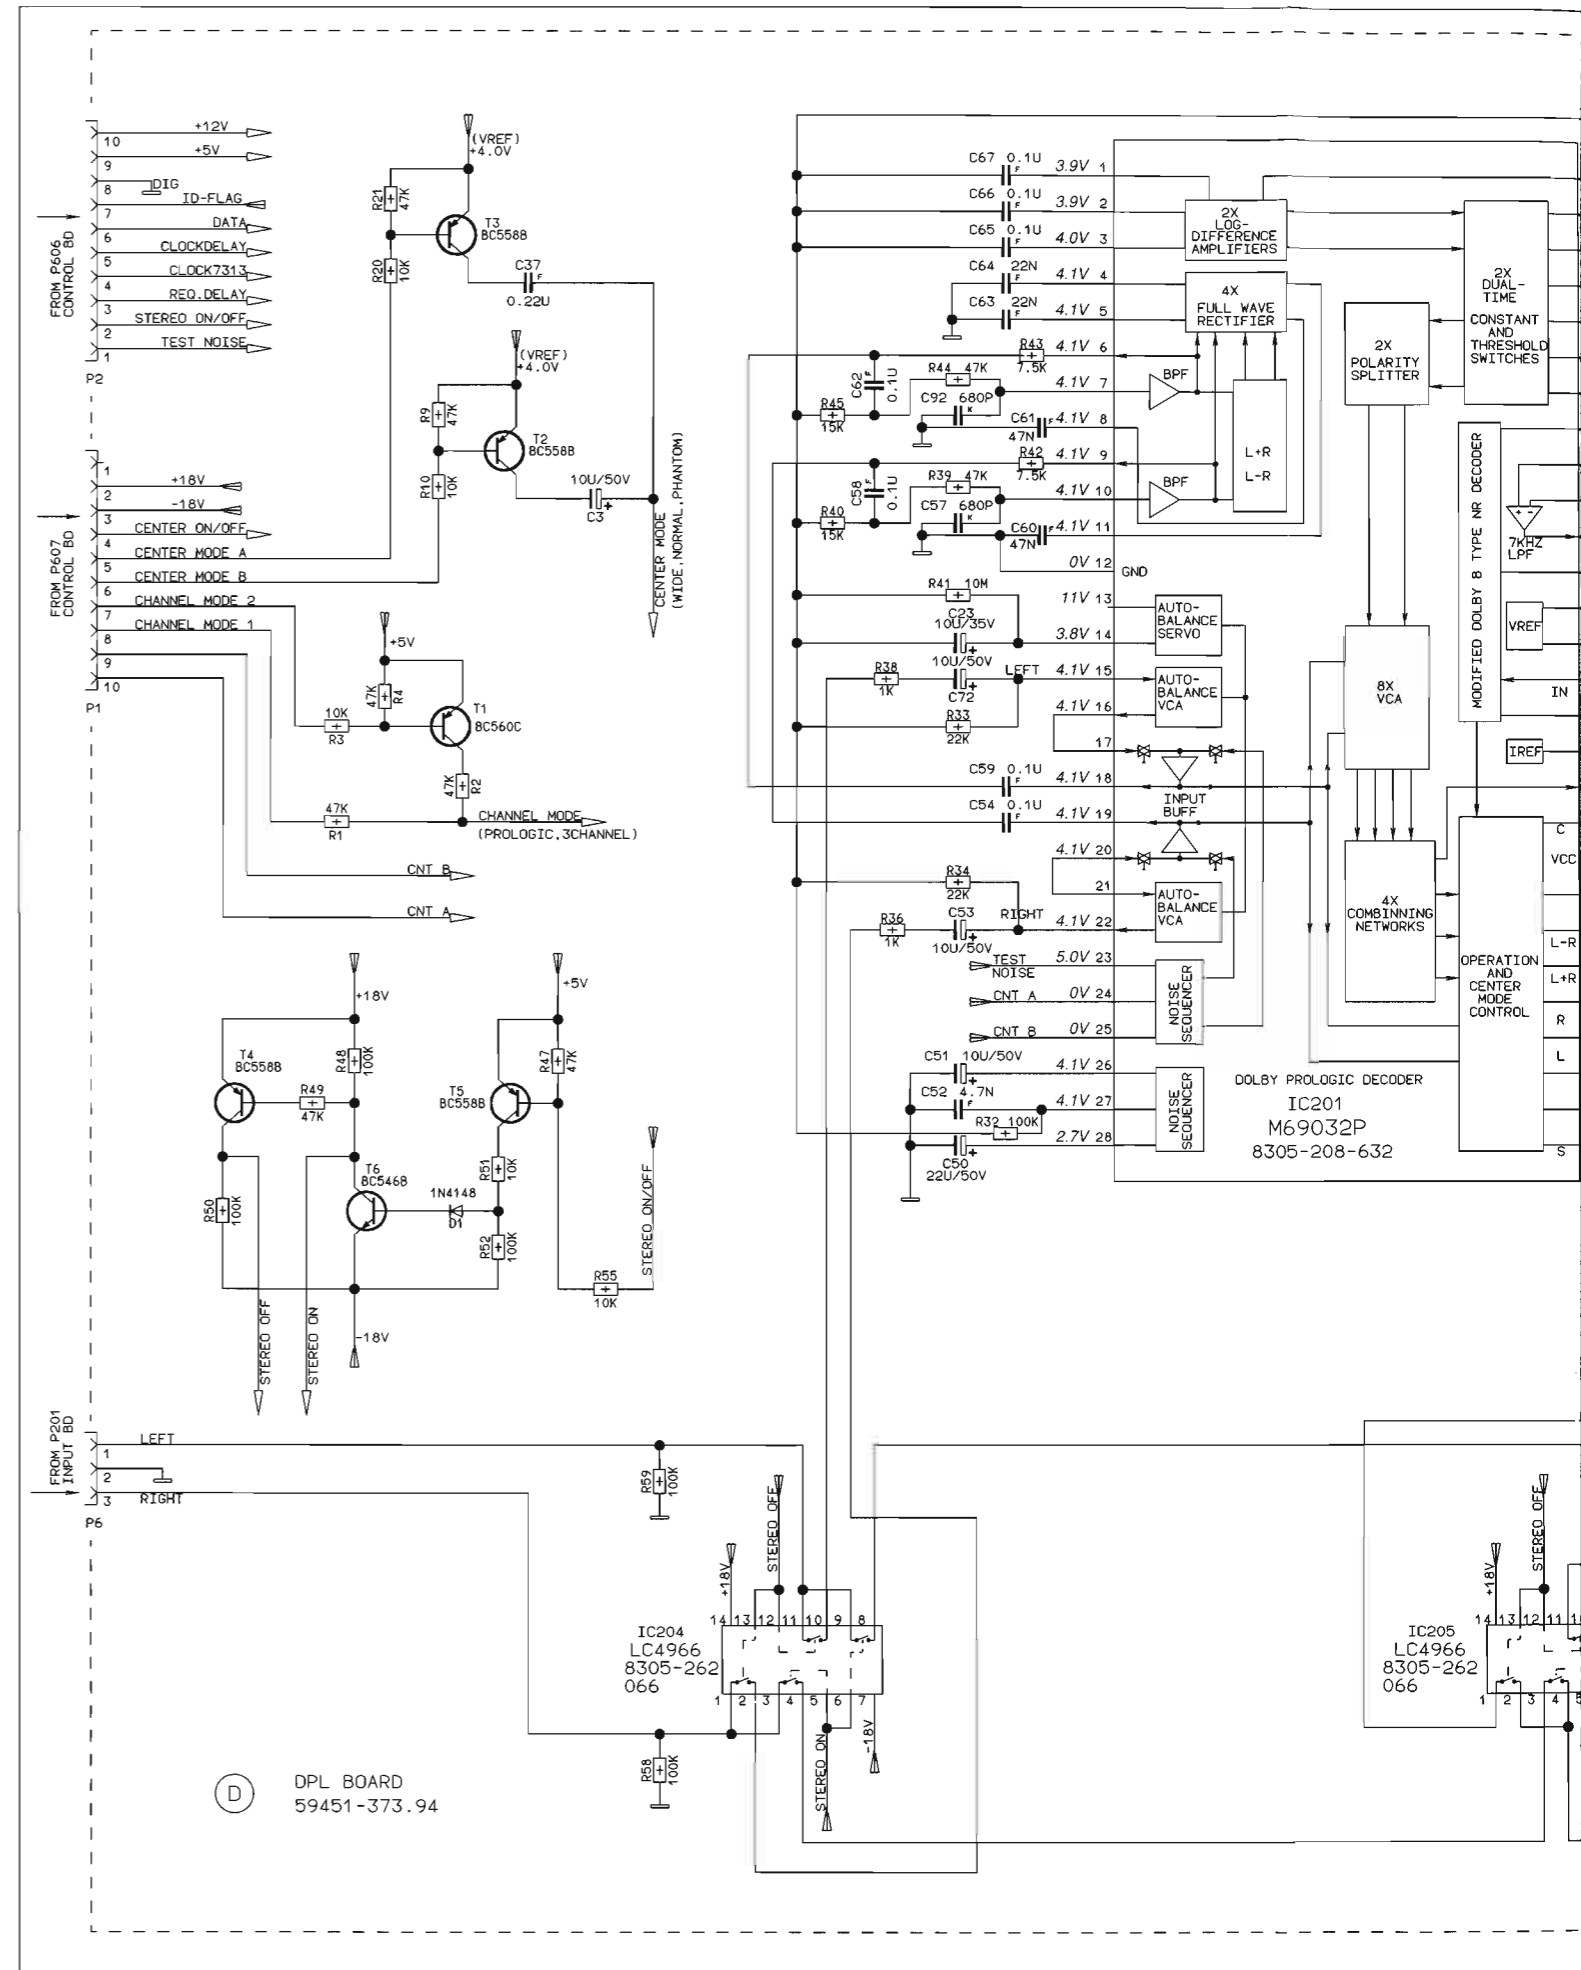 +12V
10
+5V
9
DIG
8
ID-FLAG
7
DATA
6
CLOCKDELAY
5
CLOCK7313
4
REQ.DELAY
3
STEREO ON/OFF
2
TEST NOISE
1
FROM P606
CONTROL BD
P2
1
+18V
2
-18V
3
CENTER ON/OFF
4
CENTER MODE A
5
CENTER MODE B
6
CHANNEL MODE 2
7
CHANNEL MODE 1
8
9
10
FROM P607
CONTROL BD
P1
(VREF)
+4.0V
R21
47K
T3
BC558B
R20
10K
C37
F
0.22U
(VREF)
+4.0V
R9
47K
T2
BC558B
R10
10K
10U/50V
C3
CENTER MODE
(WIDE,NORMAL,PHANTOM)
+5V
47K
R4
10K
R3
T1
BC560C
47K
R2
47K
R1
CHANNEL MODE
(PROLOGIC,3CHANNEL)
CNT B
CNT A
+18V
+5V
T4
BC558B
R48
100K
R49
47K
T5
BC558B
R47
47K
R50
100K
T6
BC546B
1N4148
D1
R51
10K
R52
100K
R55
10K
STEREO ON/OFF
STEREO OFF
STEREO ON
-18V
C67 0.1U
F
3.9V 1
C66 0.1U
F
3.9V 2
C65 0.1U
F
4.0V 3
C64 22N
F
4.1V 4
C63 22N
F
4.1V 5
R43
7.5K
4.1V 6
C62
F
0.1U
R44 47K
4.1V 7
R45
15K
C92 680P
K
C61
47N
F
4.1V 8
R42
7.5K
4.1V 9
C58
F
0.1U
R39 47K
4.1V 10
R40
15K
C57 680P
K
C60
47N
F
4.1V 11
0V 12
GND
R41 10M
11V 13
C23
10U/35V
3.8V 14
R38
1K
10U/50V
C72
LEFT
4.1V 15
R33
22K
4.1V 16
17
C59 0.1U
F
4.1V 18
C54 0.1U
F
4.1V 19
4.1V 20
21
R34
22K
R36
1K
C53
10U/50V
RIGHT
4.1V 22
TEST
NOISE
5.0V 23
CNT A
0V 24
CNT B
0V 25
C51 10U/50V
4.1V 26
C52 4.7N
F
4.1V 27
R32 100K
2.7V 28
C50
22U/50V
2X
LOG-
DIFFERENCE
AMPLIFIERS
4X
FULL WAVE
RECTIFIER
BPF
BPF
L+R
L-R
2X
POLARITY
SPLITTER
2X
DUAL-
TIME
CONSTANT
AND
THRESHOLD
SWITCHES
MODIFIED DOLBY B TYPE NR DECODER
+ -
7KHZ
LPF
VREF
IN
IREF
AUTO-
BALANCE
SERVO
AUTO-
BALANCE
VCA
INPUT
BUFF
AUTO-
BALANCE
VCA
NOISE
SEQUENCER
NOISE
SEQUENCER
8X
VCA
4X
COMBINNING
NETWORKS
OPERATION
AND
CENTER
MODE
CONTROL
C
VCC
L-R
L+R
R
L
S
DOLBY PROLOGIC DECODER
IC201
M69032P
8305-208-632
FROM P201
INPUT BD
LEFT
1
2
3
RIGHT
P6
R59
100K
R58
100K
+18V
STEREO OFF
14 13 12 11 10 9 8
IC204
LC4966
8305-262
066
1 2 3 4 5 6 7
STEREO ON
-18V
+18V
STEREO OFF
14 13 12 11
IC205
LC4966
8305-262
066
1 2 3 4
D
DPL BOARD
59451-373.94